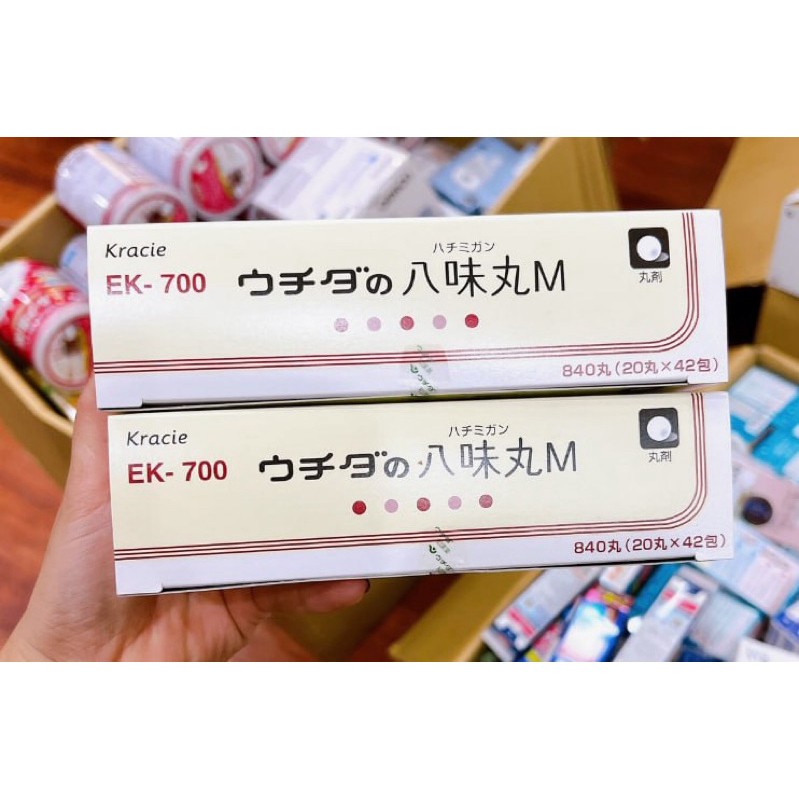 Kracie
EK- 700
ハチミガン
ウチダの八味丸M
丸剤
840丸(20丸×42包)
Kracie
EK- 700
ハチミガン
ウチダの八味丸M
丸剤
840丸(20丸×42包)